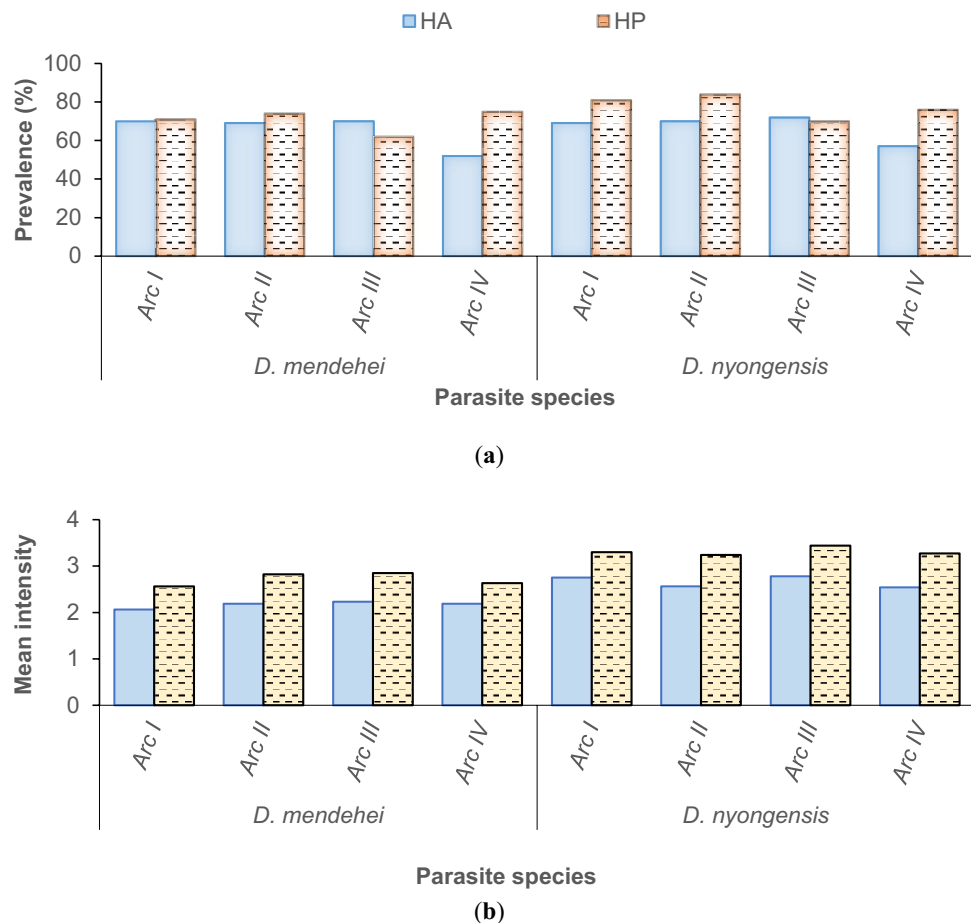 HA HP
Prevalence (%)
100
80
60
40
20
0
Arc I Arc II Arc III Arc IV Arc I Arc II Arc III Arc IV
D. mendehei D. nyongensis
Parasite species
(a)
Mean intensity
4
3
2
1
0
Arc I Arc II Arc III Arc IV Arc I Arc II Arc III Arc IV
D. mendehei D. nyongensis
Parasite species
(b)